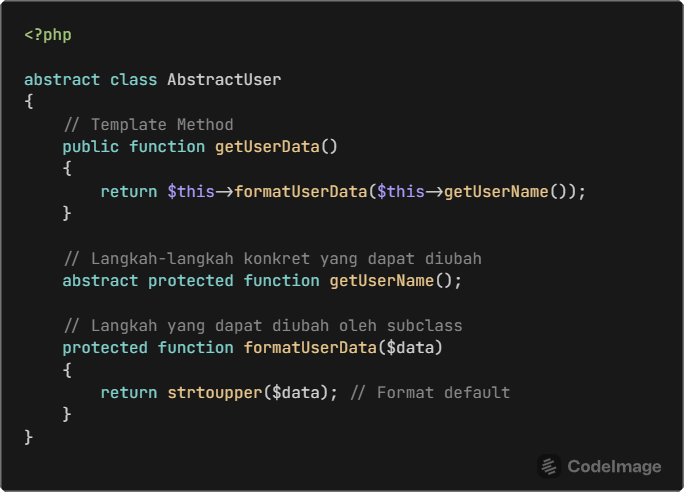 <?php
abstract class AbstractUser
{
// Template Method
public function getUserData()
{
return $this->formatUserData($this->getUserName());
}
// Langkah-langkah konkret yang dapat diubah
abstract protected function getUserName();
// Langkah yang dapat diubah oleh subclass
protected function formatUserData($data)
{
return strtoupper($data); // Format default
}
}
CodeImage